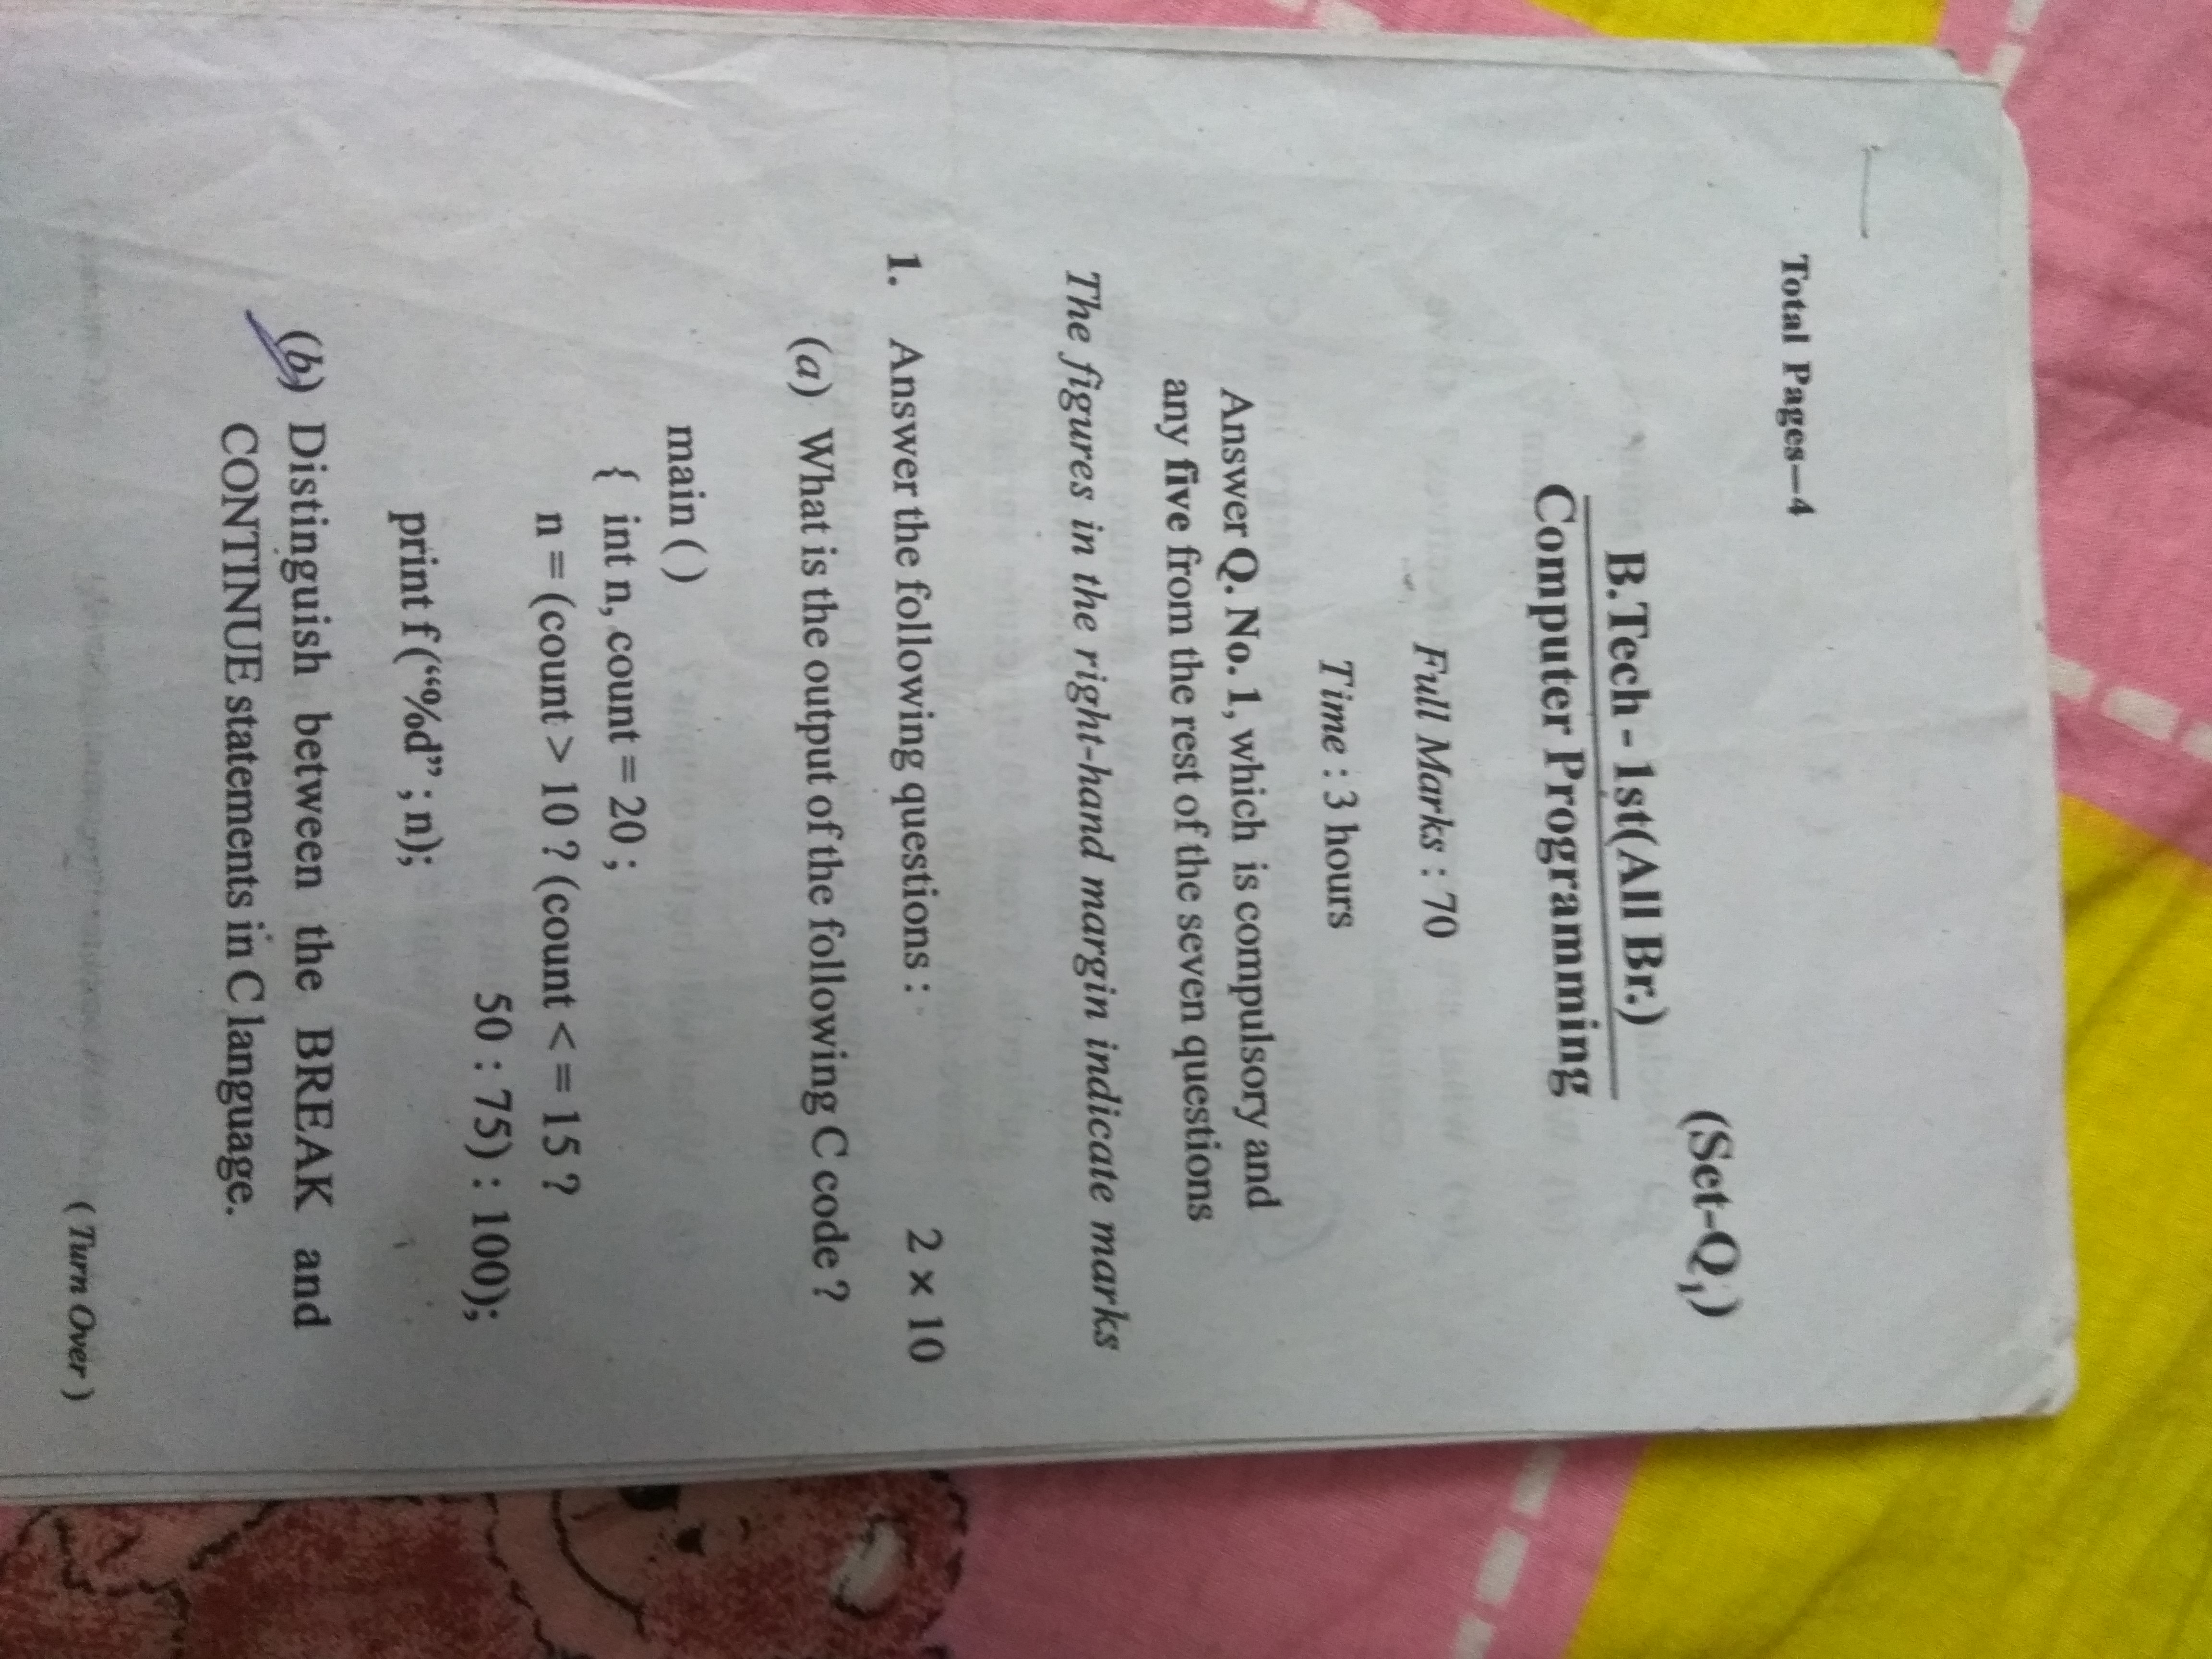 Total Pages—4
(Set-Q₁)
B.Tech - 1st(All Br.)
Computer Programming
Full Marks : 70
Time : 3 hours
Answer Q. No. 1, which is compulsory and
any five from the rest of the seven questions
The figures in the right-hand margin indicate marks
1. Answer the following questions : 2 × 10
(a) What is the output of the following C code ?
main ( )
{ int n, count = 20 ;
n = (count > 10 ? (count < = 15 ?
50 : 75) : 100);
print f (“%d” ; n);
(b) Distinguish between the BREAK and
CONTINUE statements in C language.
( Turn Over )